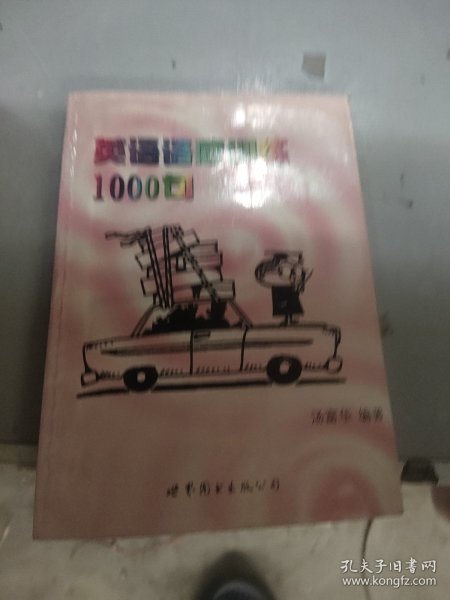 英语语感训练
1000句
汤富华 编著
世界图书出版公司
孔夫子旧书网
www.kongfz.com